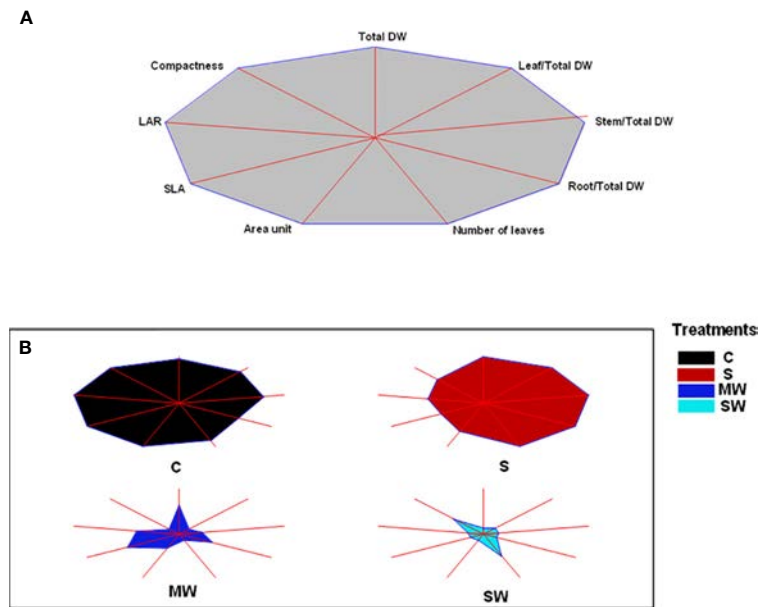 A
Total DW
Compactness
Leaf/Total DW
LAR
Stem/Total DW
SLA
Root/Total DW
Area unit
Number of leaves
B
Treatments
C
S
MW
SW
C
S
MW
SW